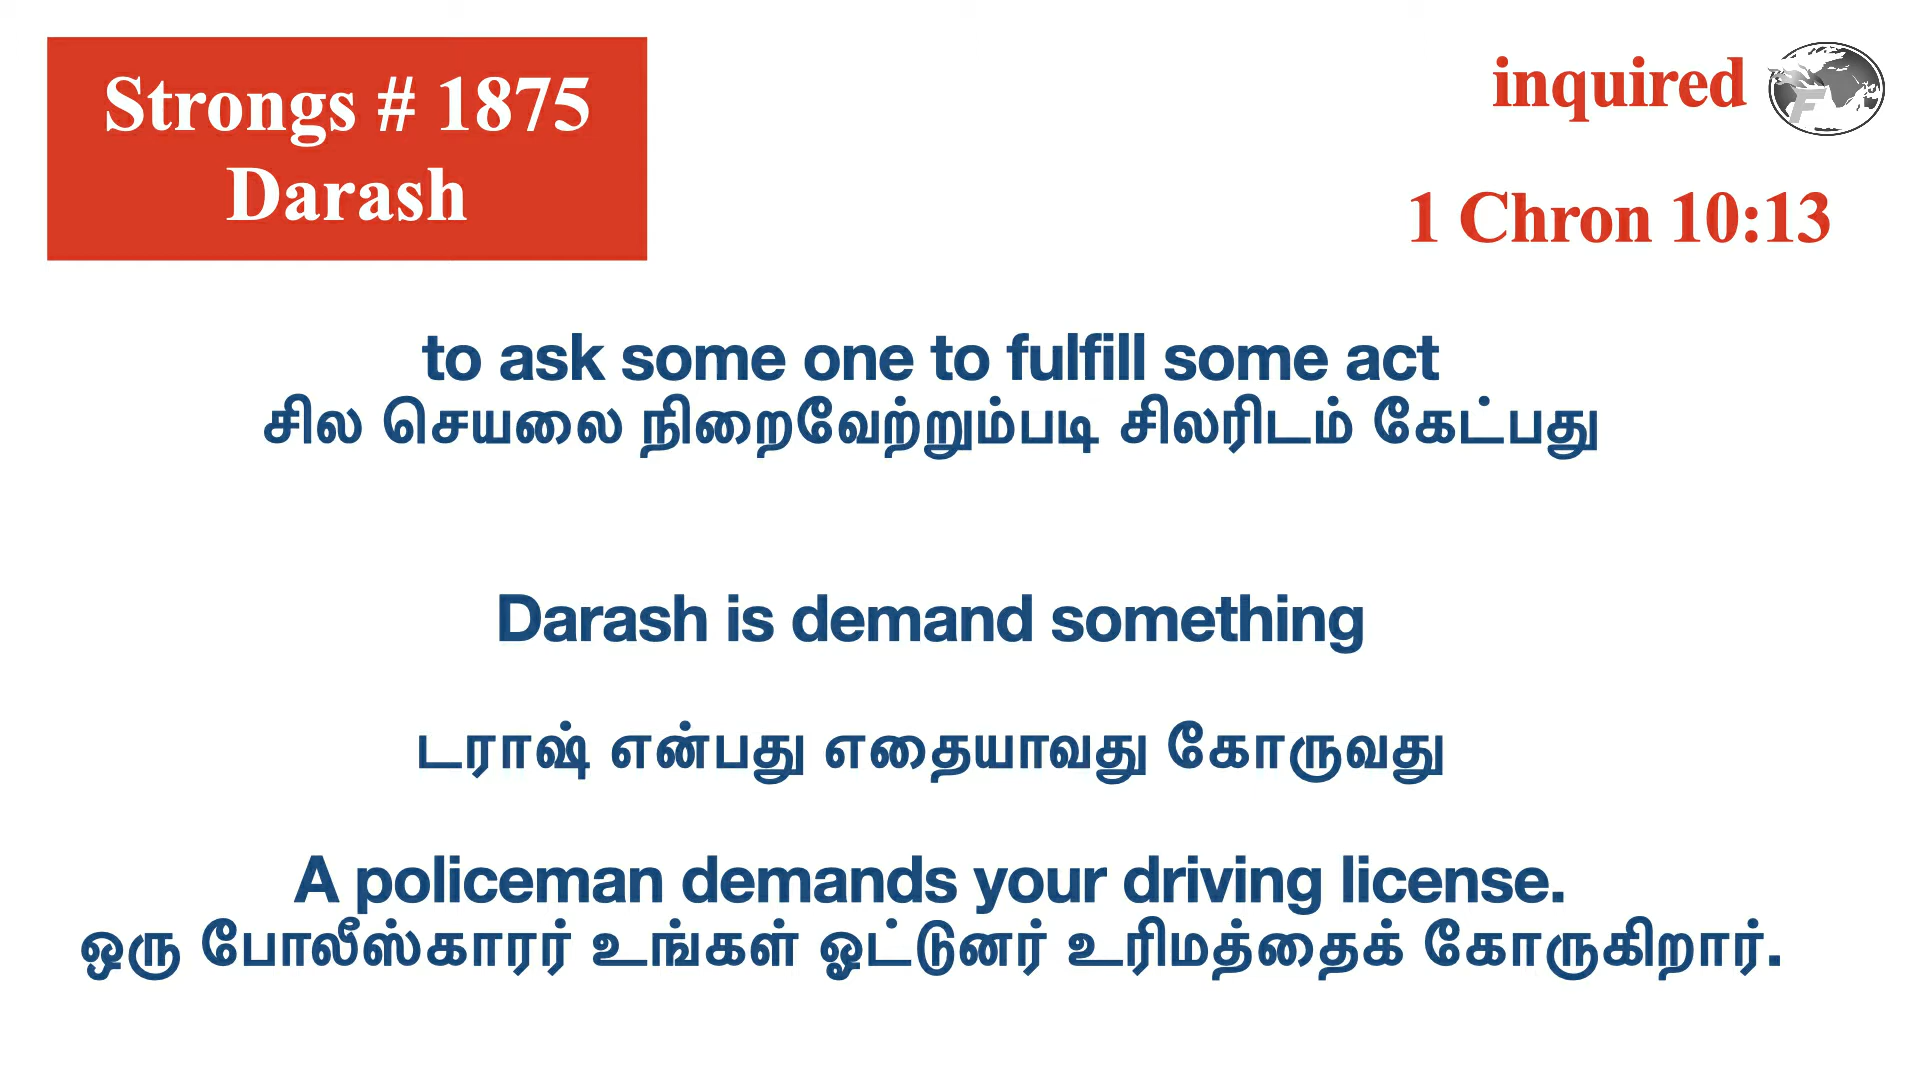 Strongs # 1875
Darash
inquired
1 Chron 10:13
to ask some one to fulfill some act
சில செயலை நிறைவேற்றும்படி சிலரிடம் கேட்பது
Darash is demand something
டராஷ் என்பது எதையாவது கோருவது
A policeman demands your driving license.
ஒரு போலீஸ்காரர் உங்கள் ஓட்டுனர் உரிமத்தைக் கோருகிறார்.